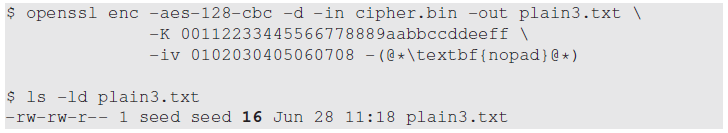 $ openssl enc -aes-128-cbc -d -in cipher.bin -out plain3.txt \
-K 00112233445566778889aabbccddeeff \
-iv 0102030405060708 -(@*\textbf{nopad}@*)
$ ls -ld plain3.txt
-rw-rw-r-- 1 seed seed 16 Jun 28 11:18 plain3.txt